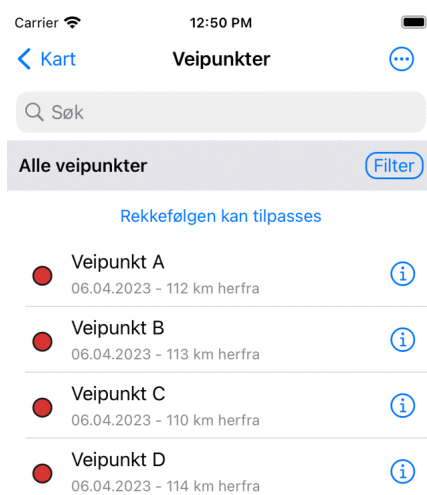 Carrier 12:50 PM
Kart Veipunkter
Søk
Alle veipunkter Filter
Rekkefølgen kan tilpasses
Veipunkt A
06.04.2023 - 112 km herfra
Veipunkt B
06.04.2023 - 113 km herfra
Veipunkt C
06.04.2023 - 110 km herfra
Veipunkt D
06.04.2023 - 114 km herfra